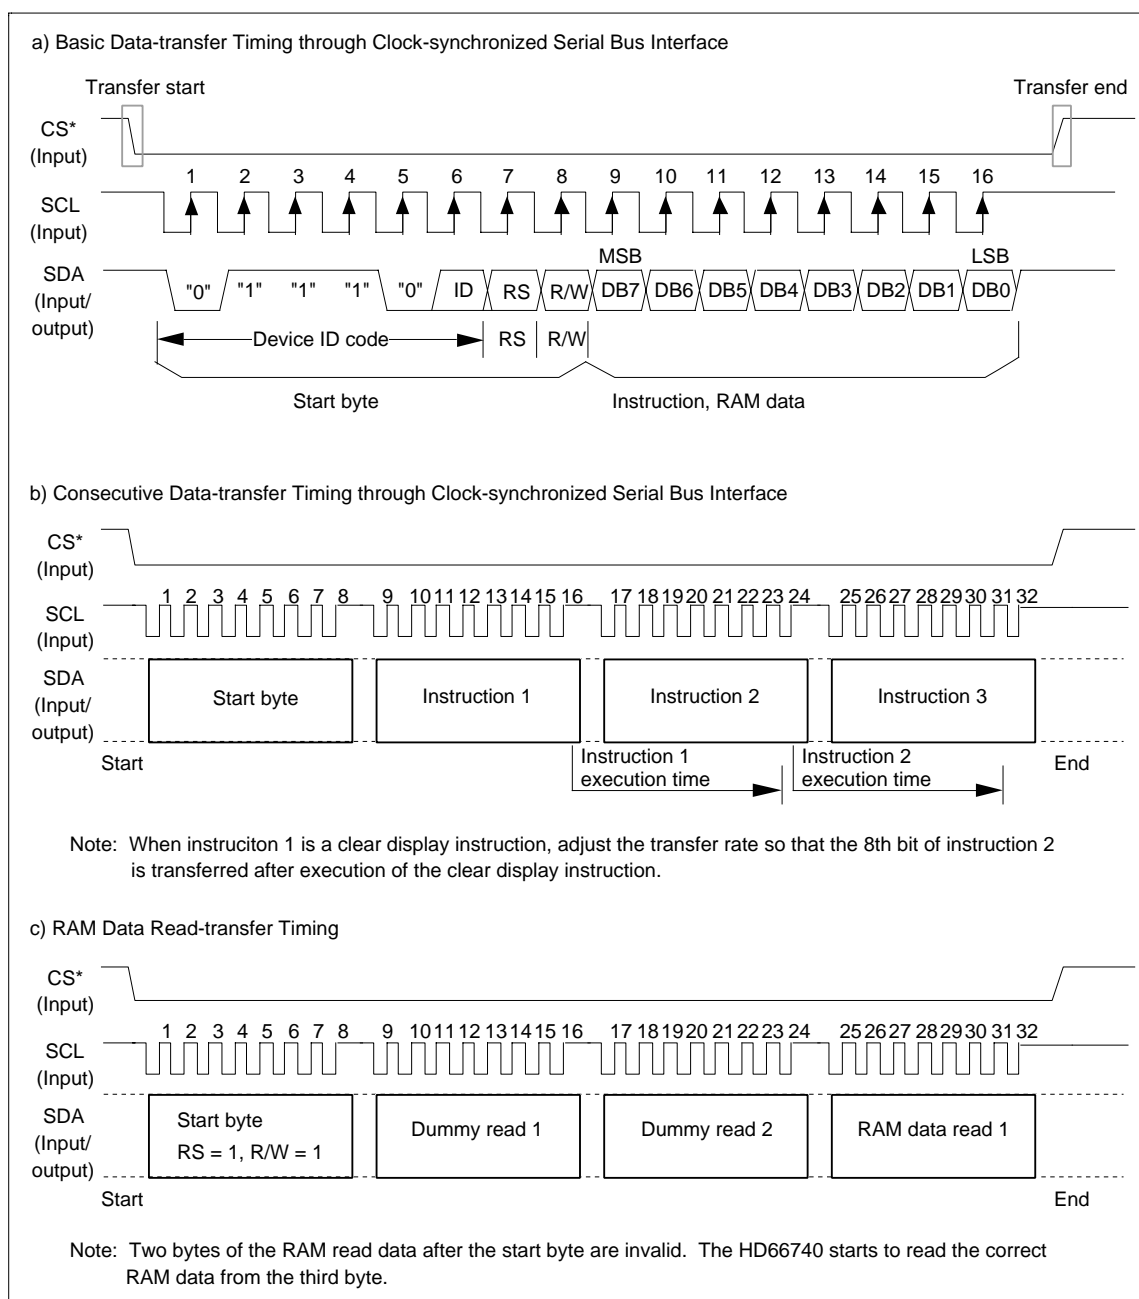 a) Basic Data-transfer Timing through Clock-synchronized Serial Bus Interface
Transfer start
Transfer end
CS*
(Input)
1 2 3 4 5 6 7 8 9 10 11 12 13 14 15 16
SCL
(Input)
MSB
LSB
SDA
(Input/
output)
"0" "1" "1" "1" "0" ID RS R/W DB7 DB6 DB5 DB4 DB3 DB2 DB1 DB0
Device ID code
RS
R/W
Start byte
Instruction, RAM data
b) Consecutive Data-transfer Timing through Clock-synchronized Serial Bus Interface
CS*
(Input)
1 2 3 4 5 6 7 8 9 10 11 12 13 14 15 16 17 18 19 20 21 22 23 24 25 26 27 28 29 30 31 32
SCL
(Input)
SDA
(Input/
output)
Start byte
Instruction 1
Instruction 2
Instruction 3
Start
Instruction 1
execution time
Instruction 2
execution time
End
Note: When instruciton 1 is a clear display instruction, adjust the transfer rate so that the 8th bit of instruction 2
is transferred after execution of the clear display instruction.
c) RAM Data Read-transfer Timing
CS*
(Input)
1 2 3 4 5 6 7 8 9 10 11 12 13 14 15 16 17 18 19 20 21 22 23 24 25 26 27 28 29 30 31 32
SCL
(Input)
SDA
(Input/
output)
Start byte
RS = 1, R/W = 1
Dummy read 1
Dummy read 2
RAM data read 1
Start
End
Note: Two bytes of the RAM read data after the start byte are invalid. The HD66740 starts to read the correct
RAM data from the third byte.